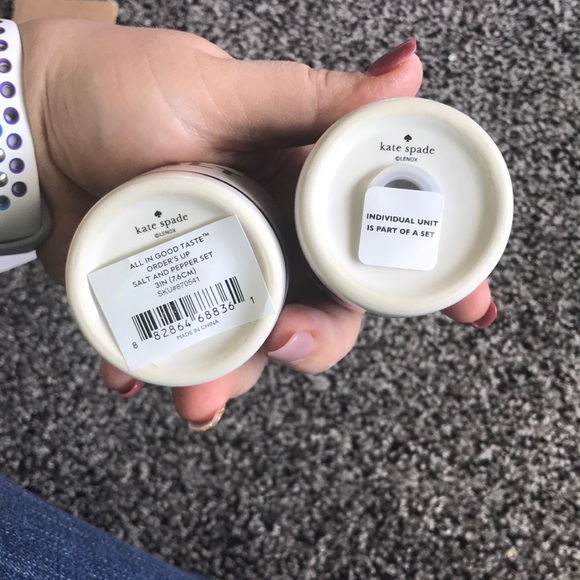 kate spade
©LENOX
ALL IN GOOD TASTE™
ORDER'S UP
SALT AND PEPPER SET
3IN (7.6CM)
SKU#870541
8 82864 68836 1
MADE IN CHINA
kate spade
©LENOX
INDIVIDUAL UNIT
IS PART OF A SET